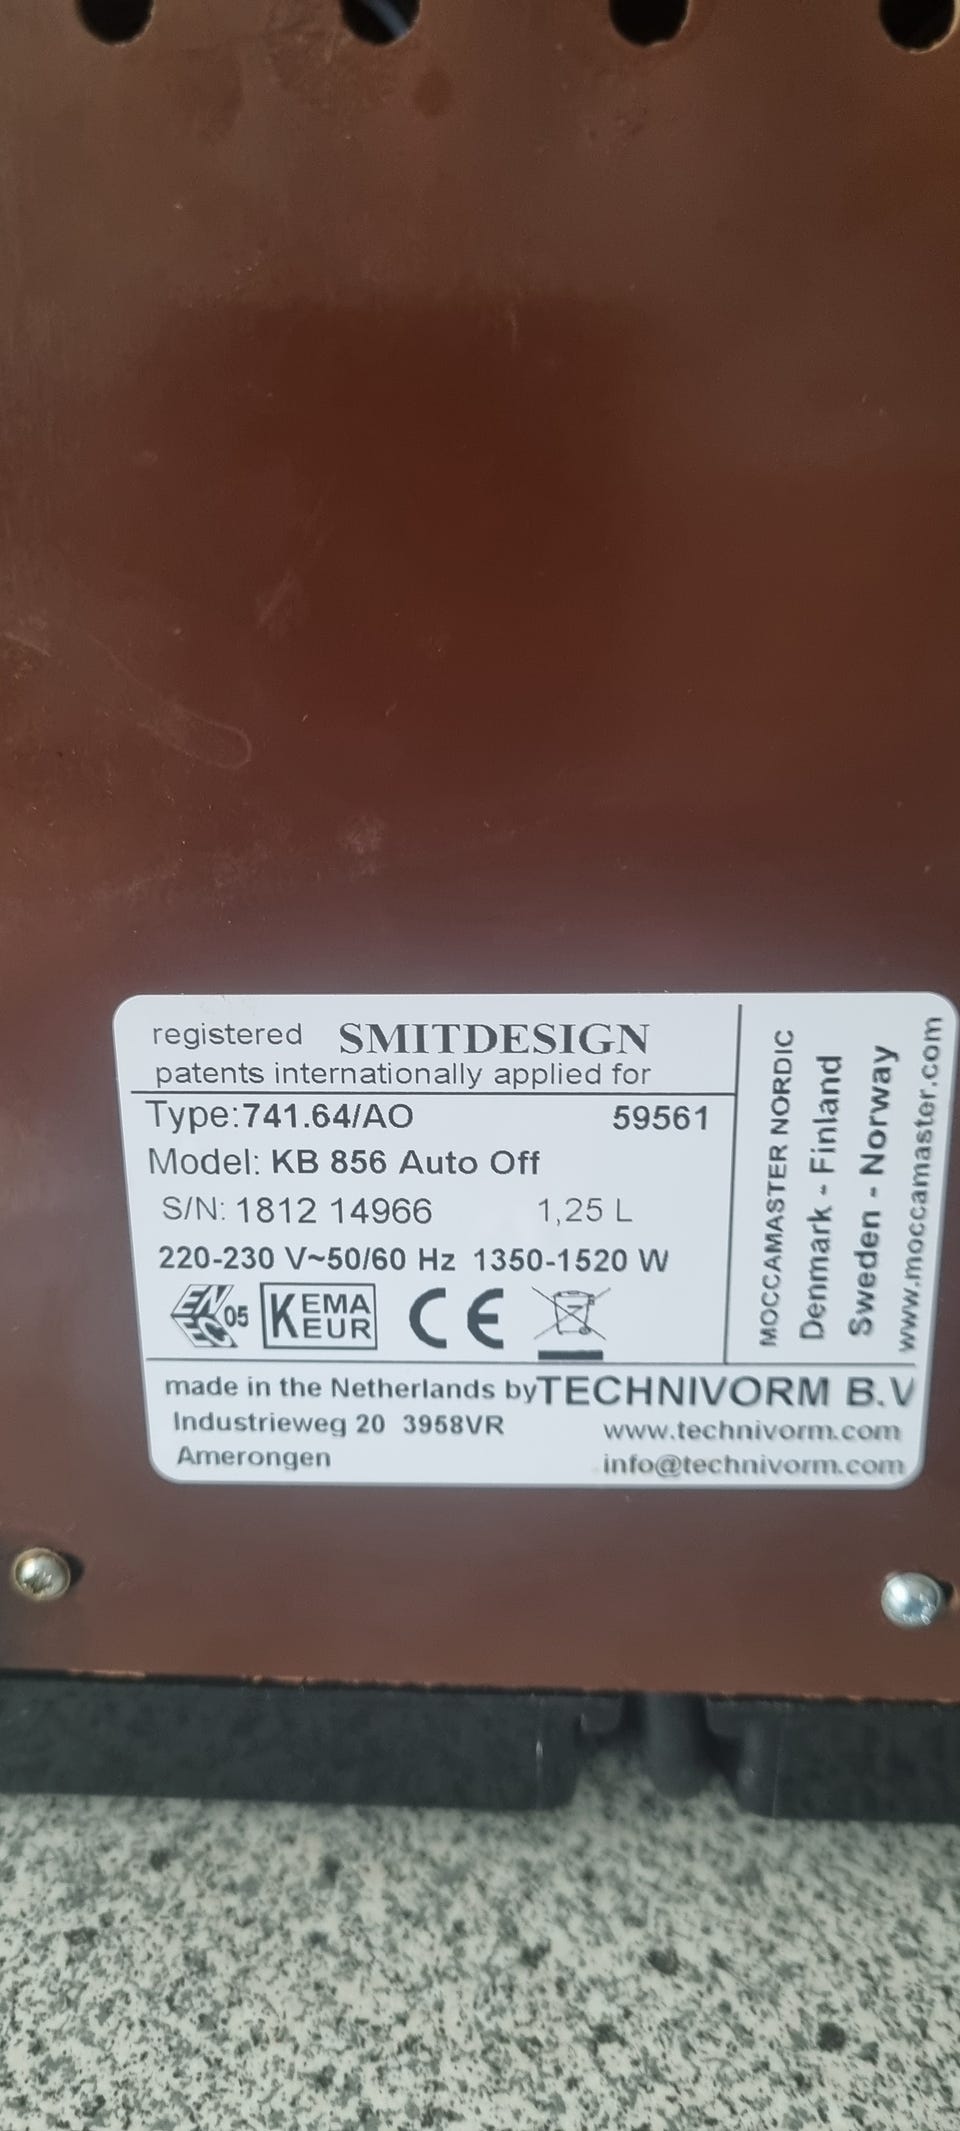 registered SMITDESIGN
patents internationally applied for
Type:741.64/AO 59561
Model: KB 856 Auto Off
S/N: 1812 14966 1,25 L
220-230 V~50/60 Hz 1350-1520 W
ENEC 05 KEMA EUR CE
MOCCAMASTER NORDIC
Denmark - Finland
Sweden - Norway
www.moccamaster.com
made in the Netherlands by TECHNIVORM B.V
Industrieweg 20 3958VR www.technivorm.com
Amerongen info@technivorm.com